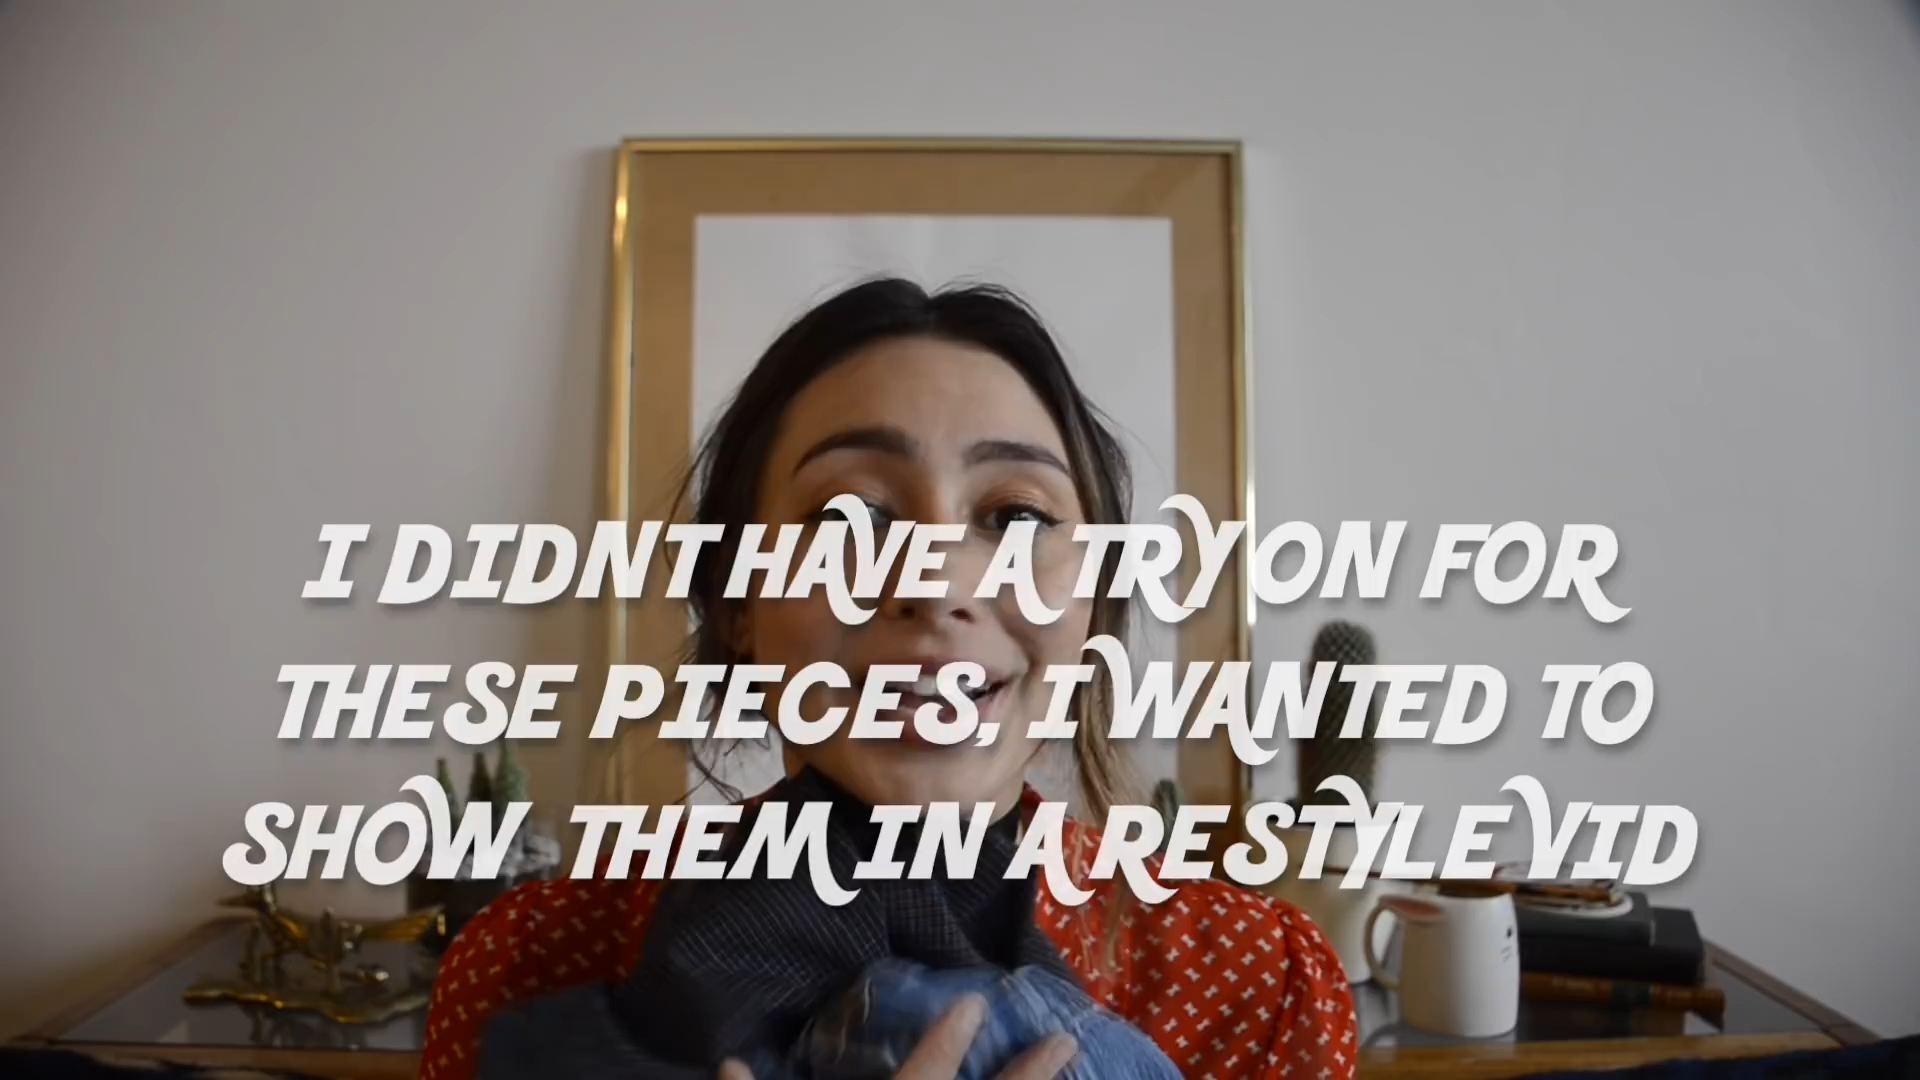 I DIDNT HAVE A TRY ON FOR
THESE PIECES, I WANTED TO
SHOW THEM IN A RESTYLE VID